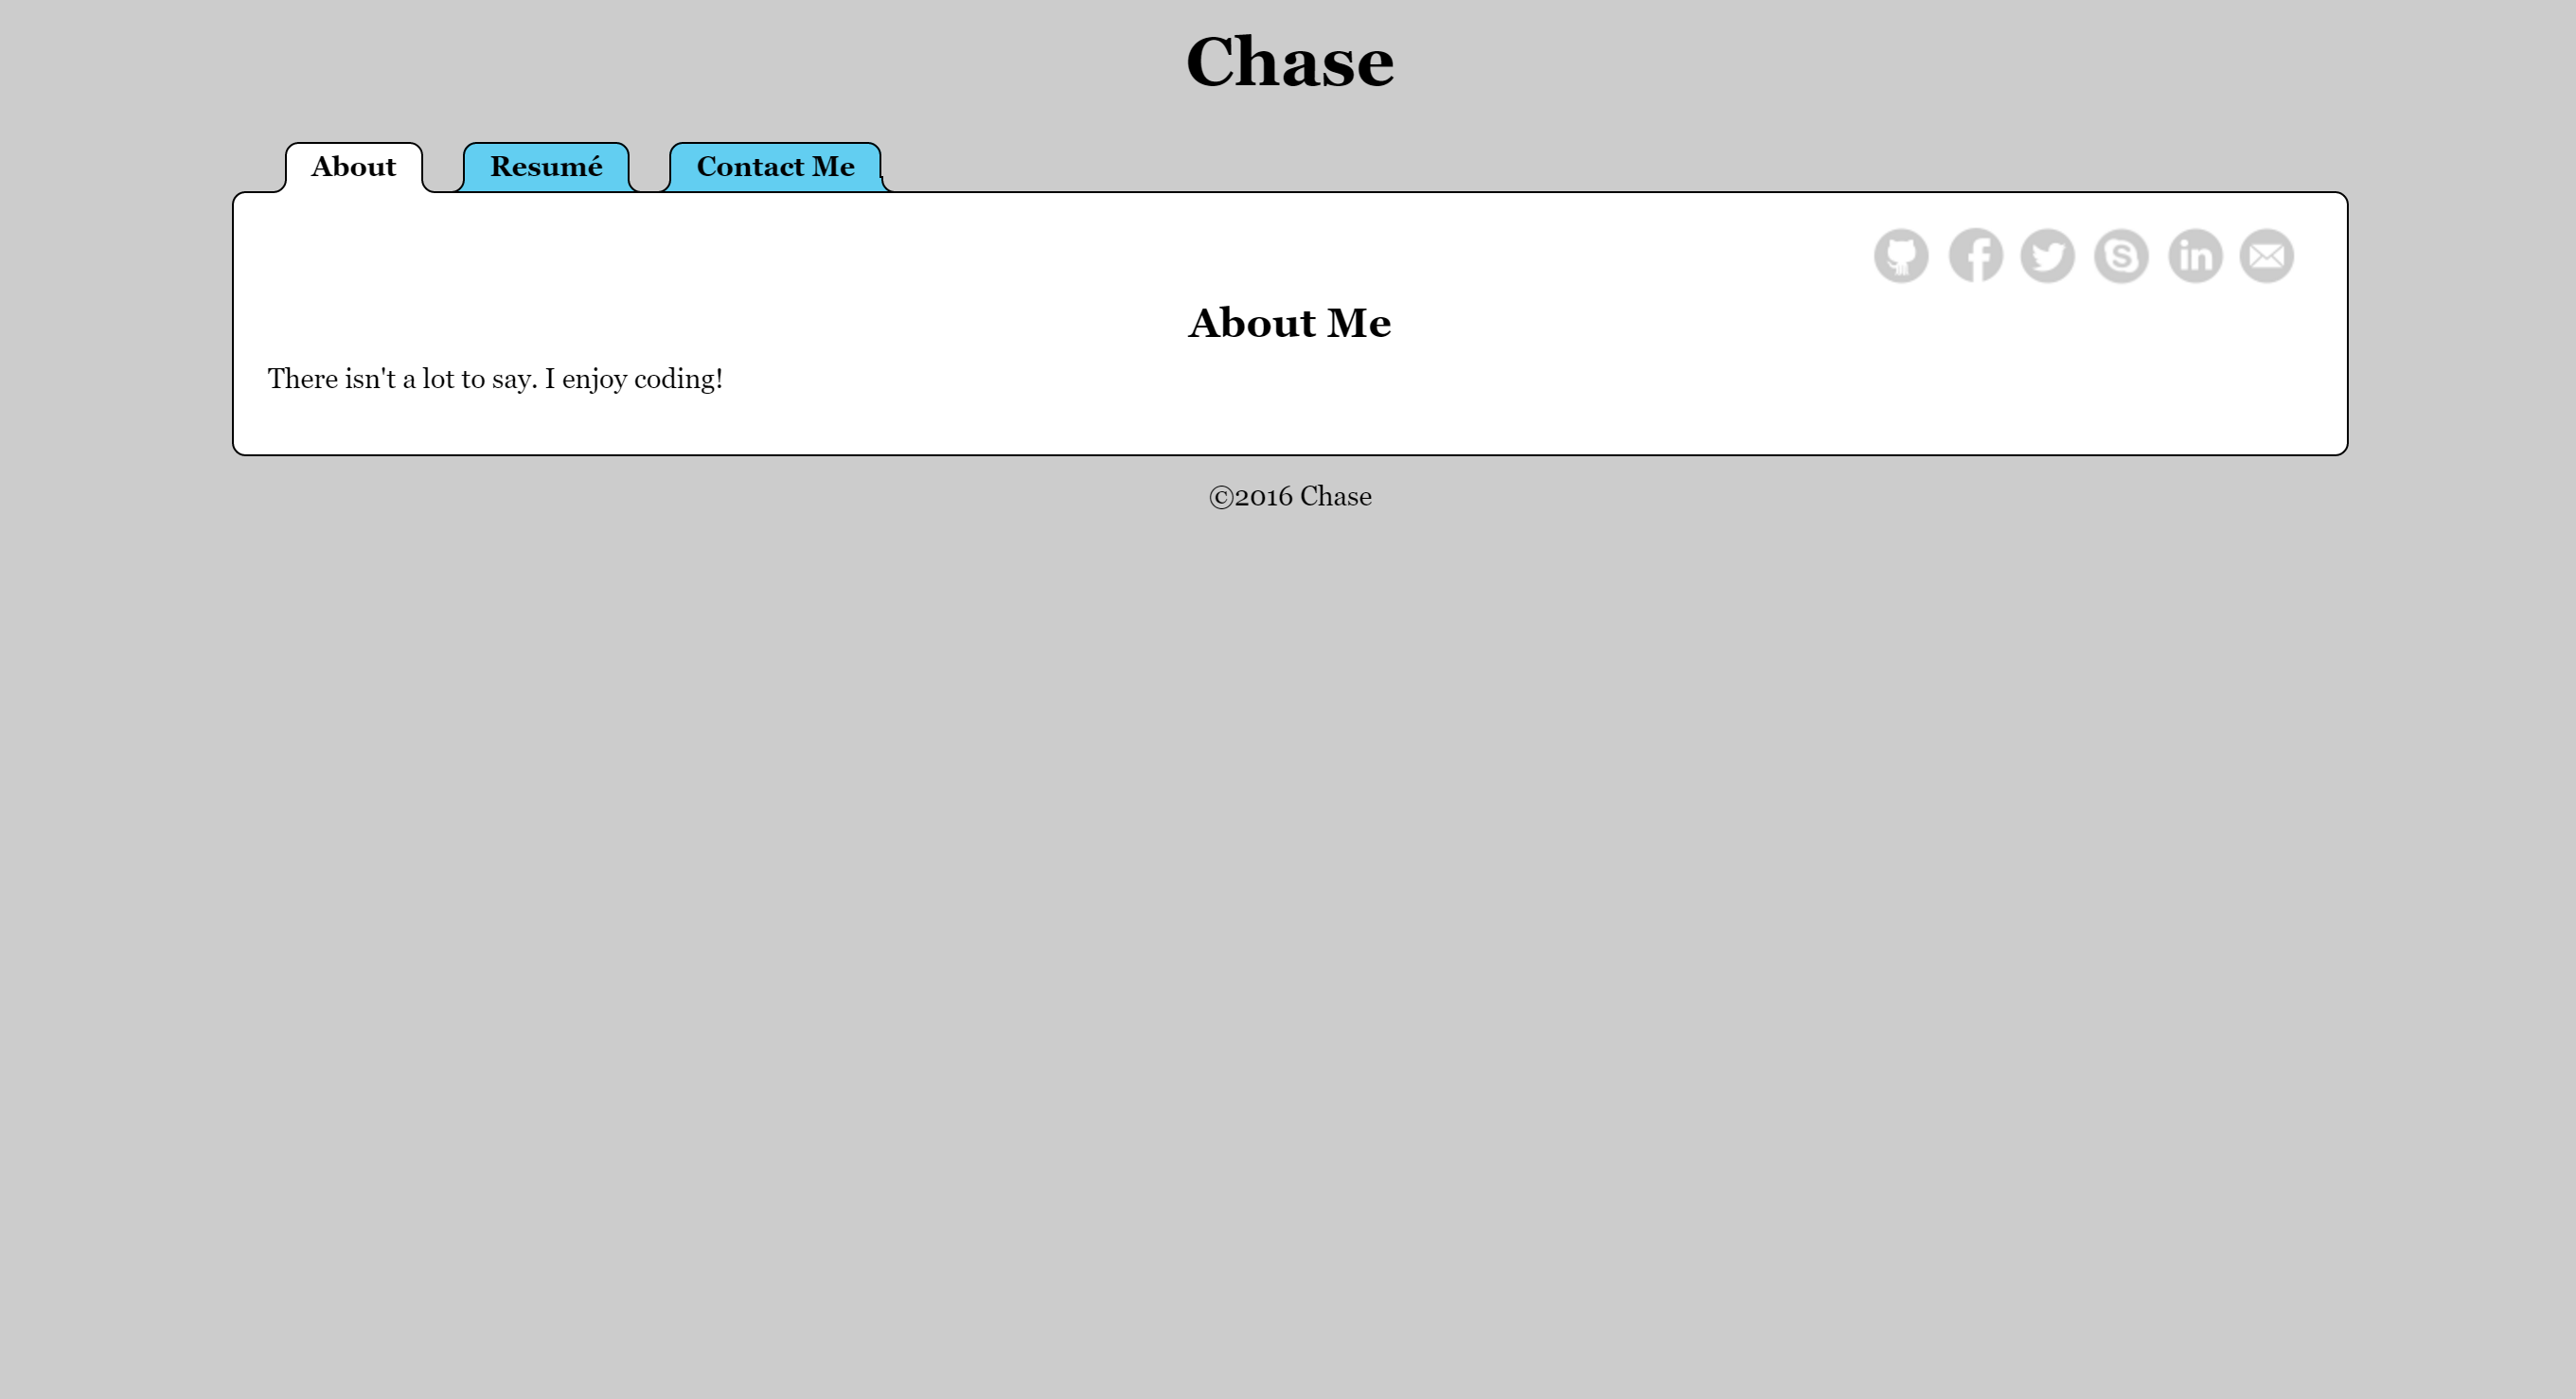 Chase
About
Resumé
Contact Me
About Me
There isn't a lot to say. I enjoy coding!
©2016 Chase